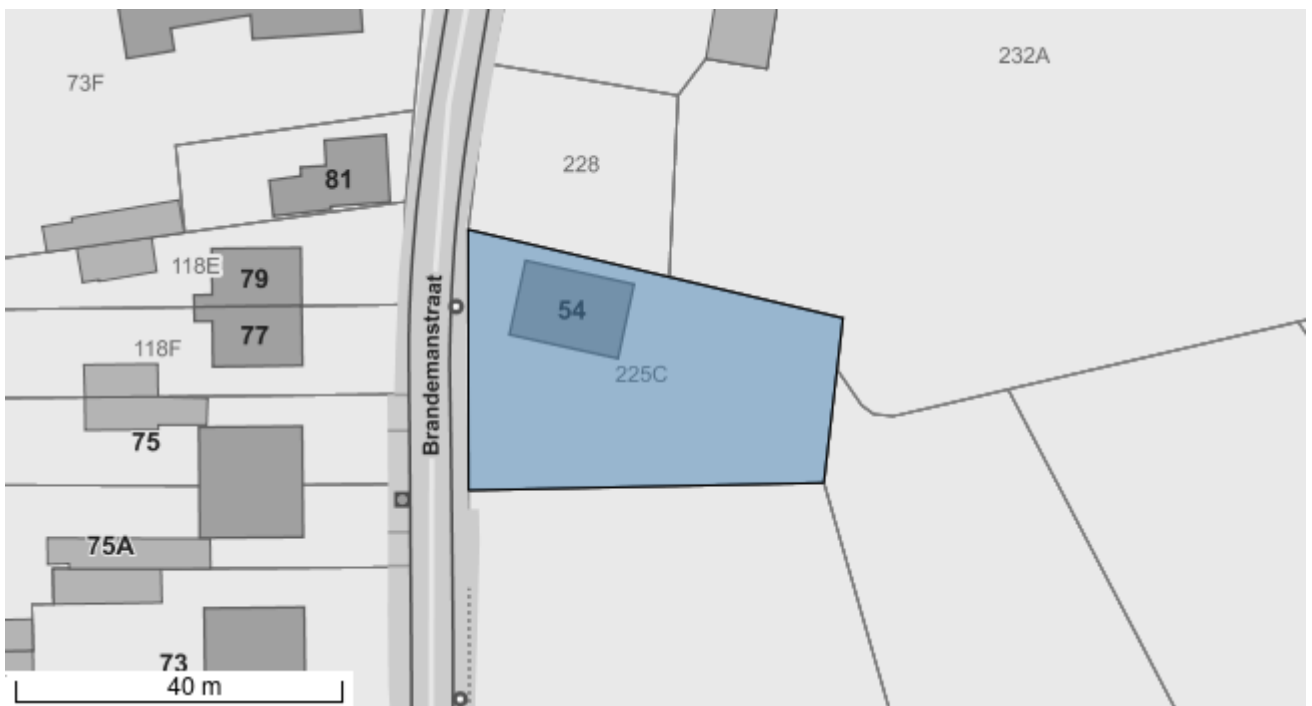 232A
73F
228
81
118E
79
Brandemanstraat
54
77
118F
225C
75
75A
73
40 m